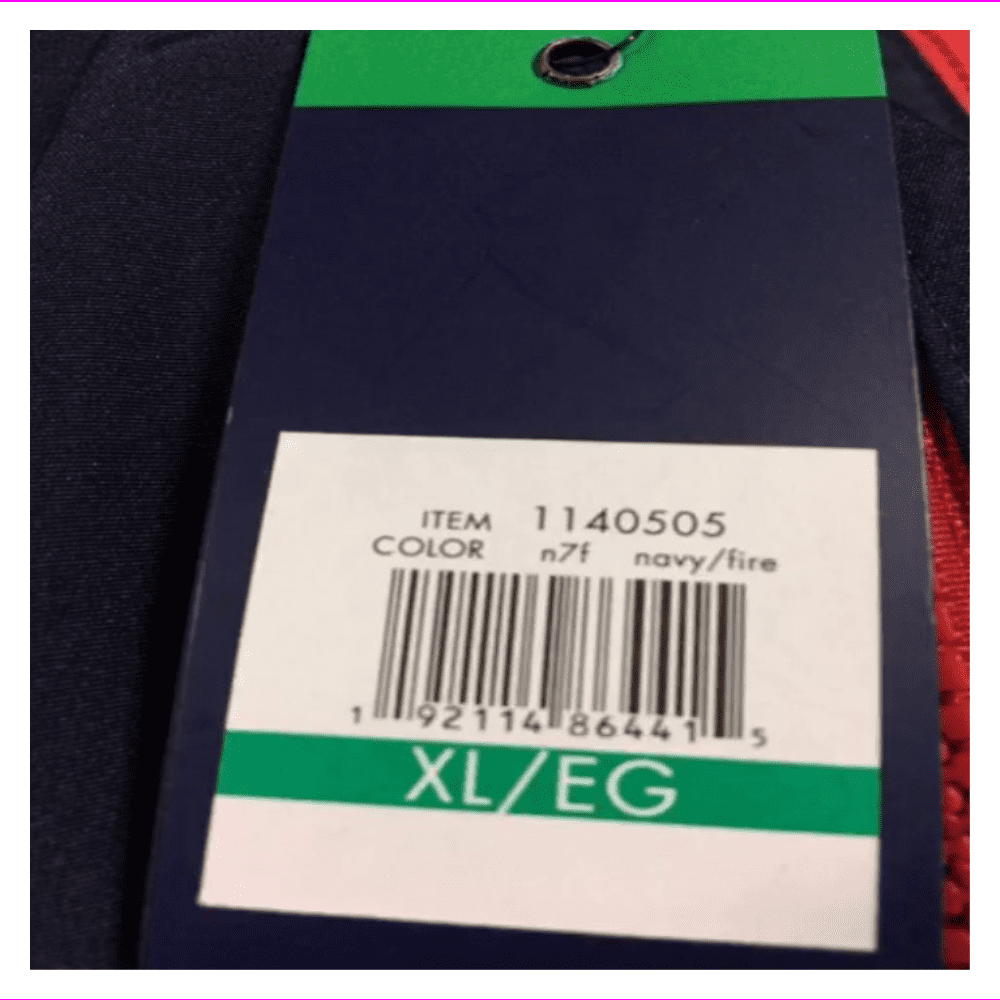 ITEM 1140505
COLOR n7f navy/fire
1 92114 86441 5
XL/EG